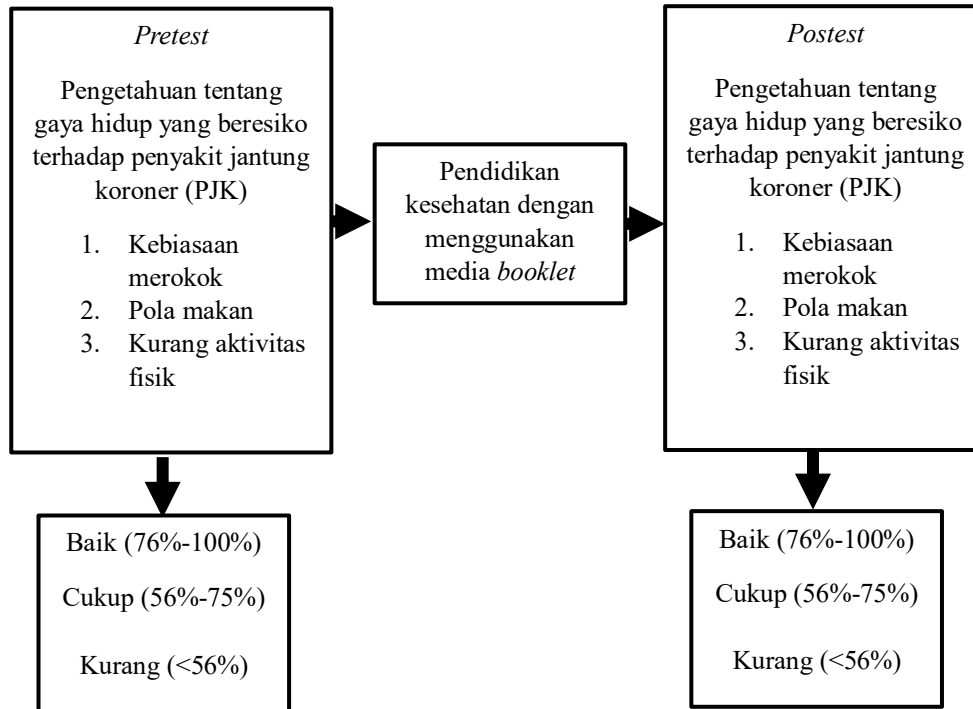 Pretest
Pengetahuan tentang
gaya hidup yang beresiko
terhadap penyakit jantung
koroner (PJK)
1. Kebiasaan
merokok
2. Pola makan
3. Kurang aktivitas
fisik
Pendidikan
kesehatan dengan
menggunakan
media booklet
Postest
Pengetahuan tentang
gaya hidup yang beresiko
terhadap penyakit jantung
koroner (PJK)
1. Kebiasaan
merokok
2. Pola makan
3. Kurang aktivitas
fisik
Baik (76%-100%)
Cukup (56%-75%)
Kurang (<56%)
Baik (76%-100%)
Cukup (56%-75%)
Kurang (<56%)